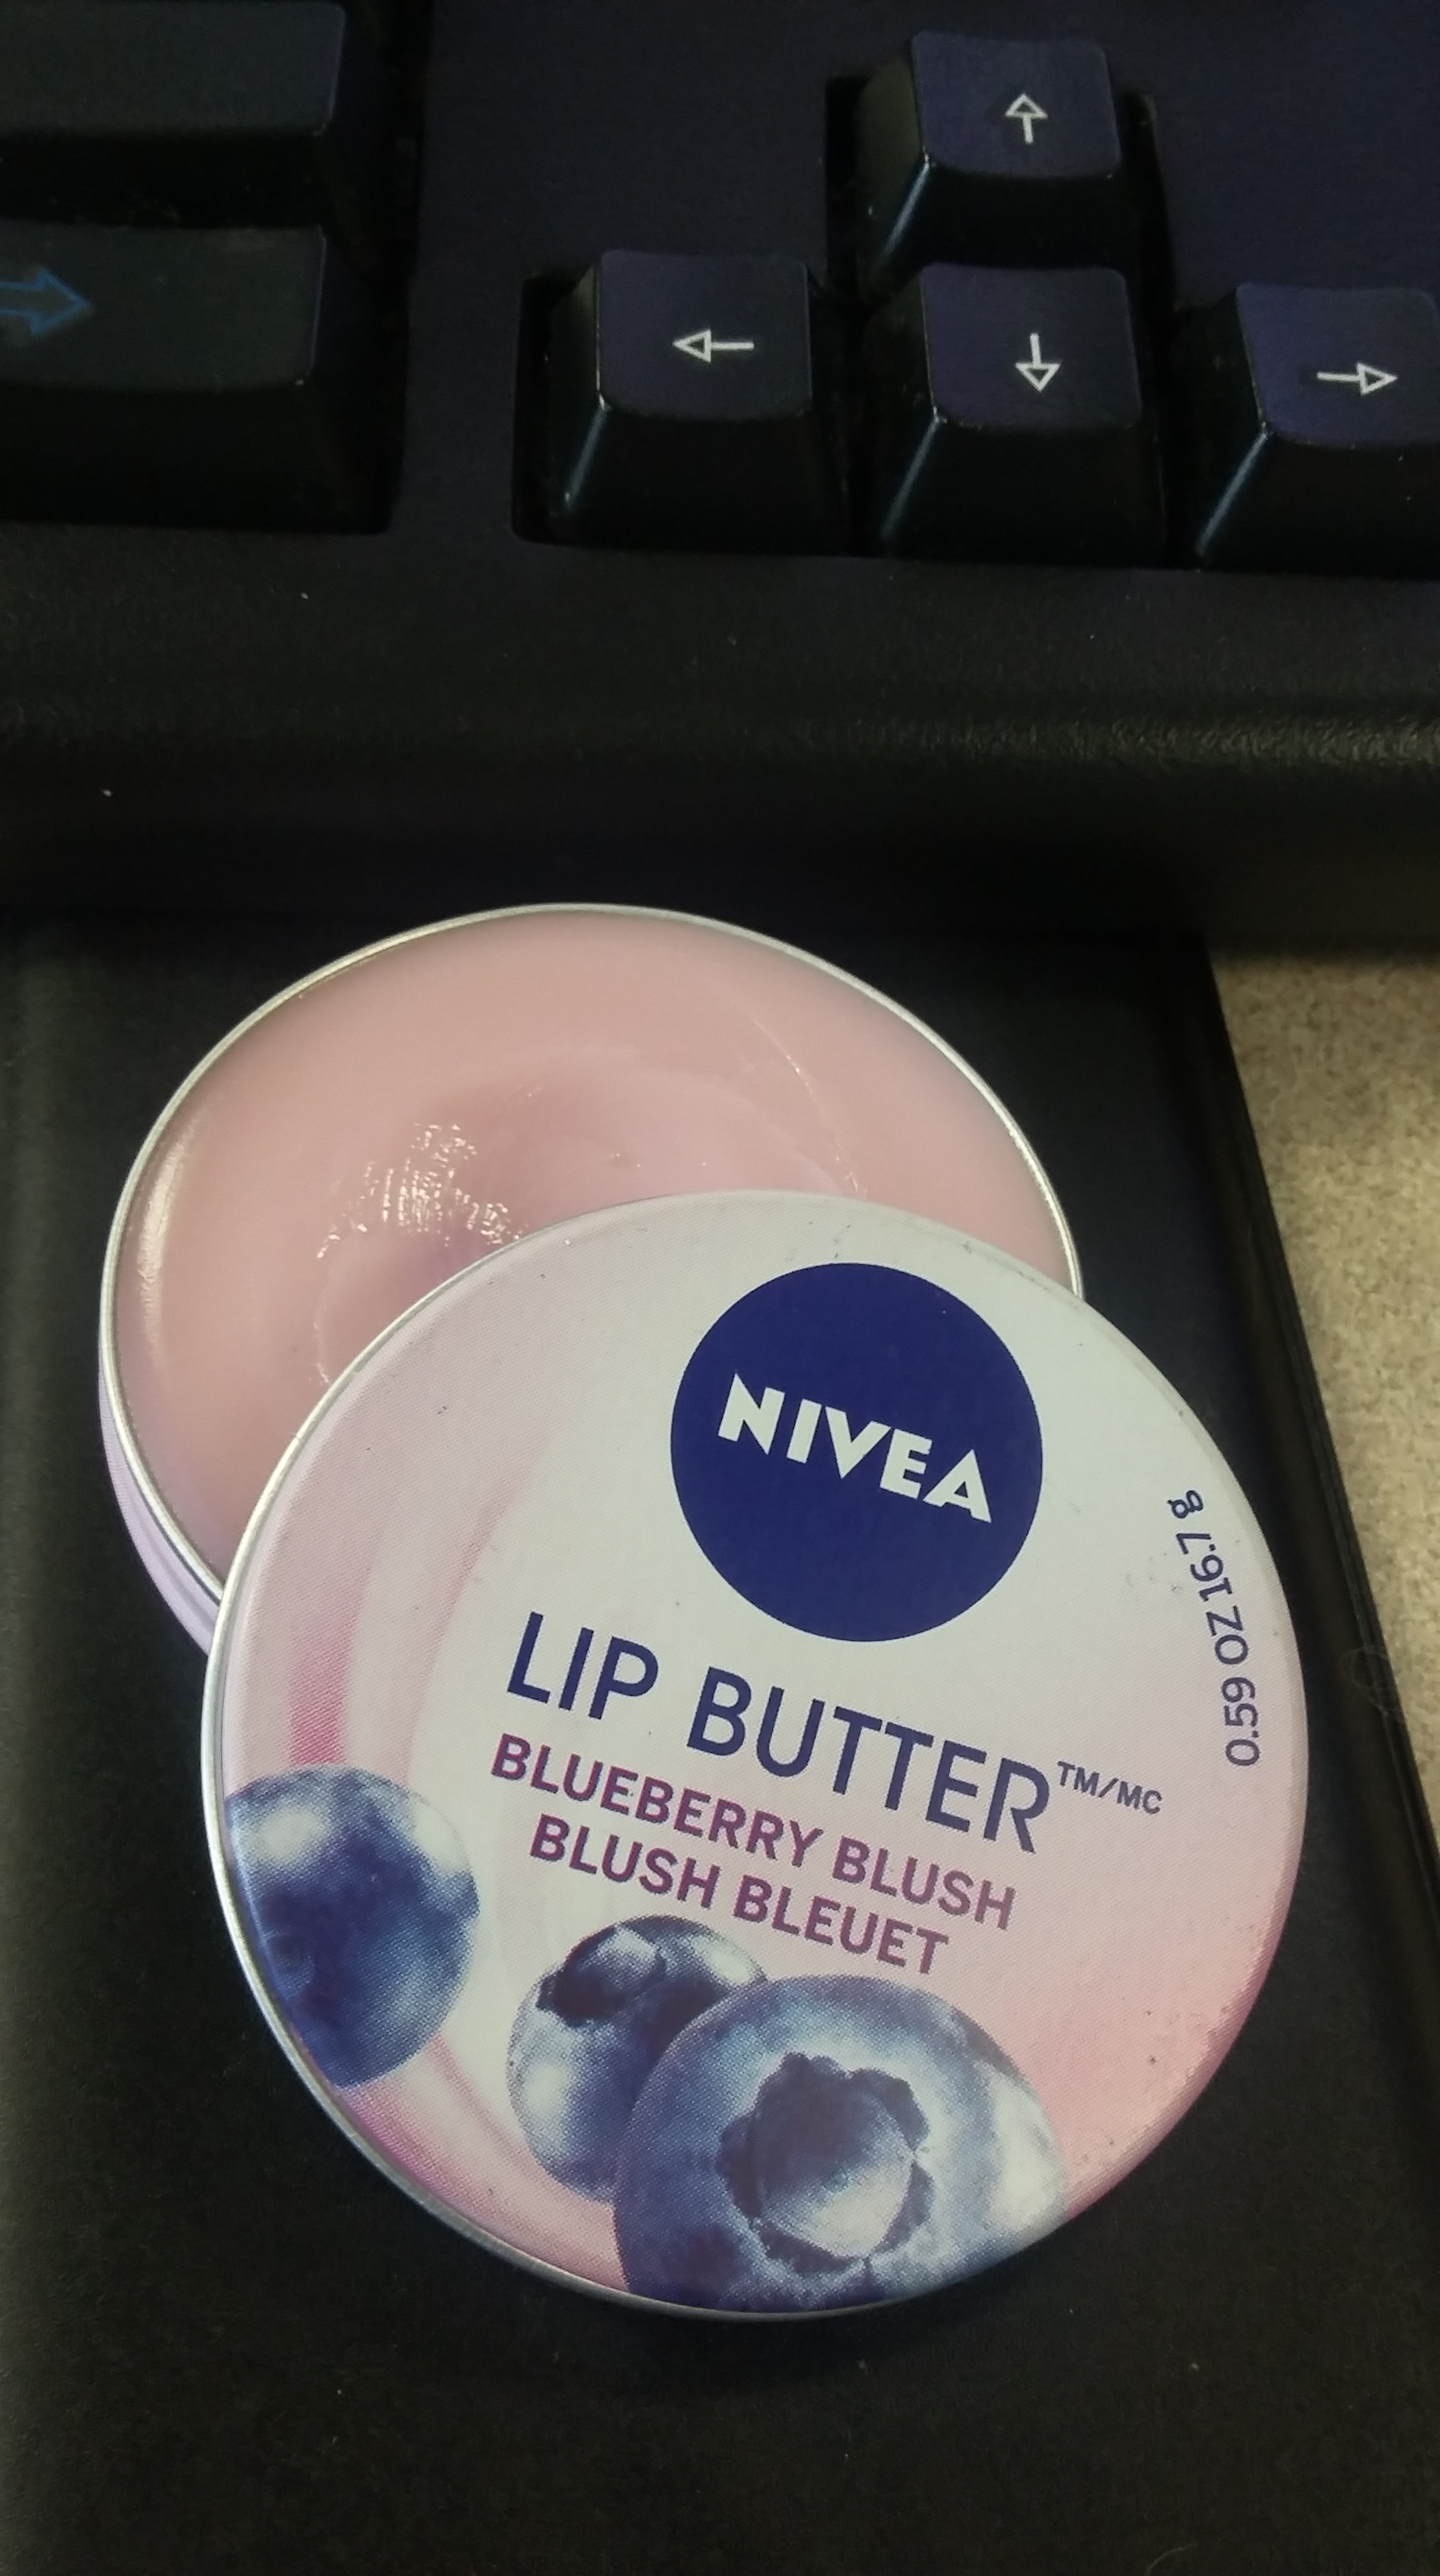 NIVEA
LIP BUTTER™/MC
BLUEBERRY BLUSH
BLUSH BLEUET
0.59 OZ 16.7 g